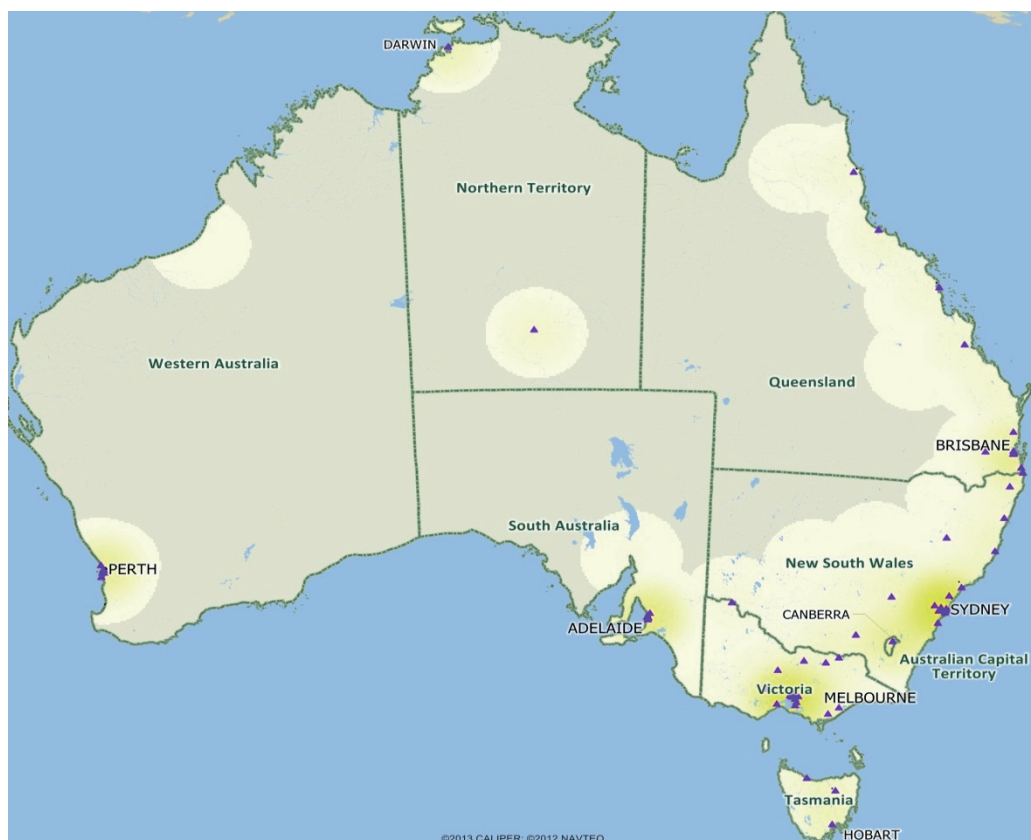 DARWIN
Northern Territory
Western Australia
Queensland
BRISBANE
South Australia
New South Wales
PERTH
SYDNEY
CANBERRA
ADELAIDE
Australian Capital
Territory
Victoria
MELBOURNE
Tasmania
HOBART
©2013 CALIPER; ©2012 NAVTEQ